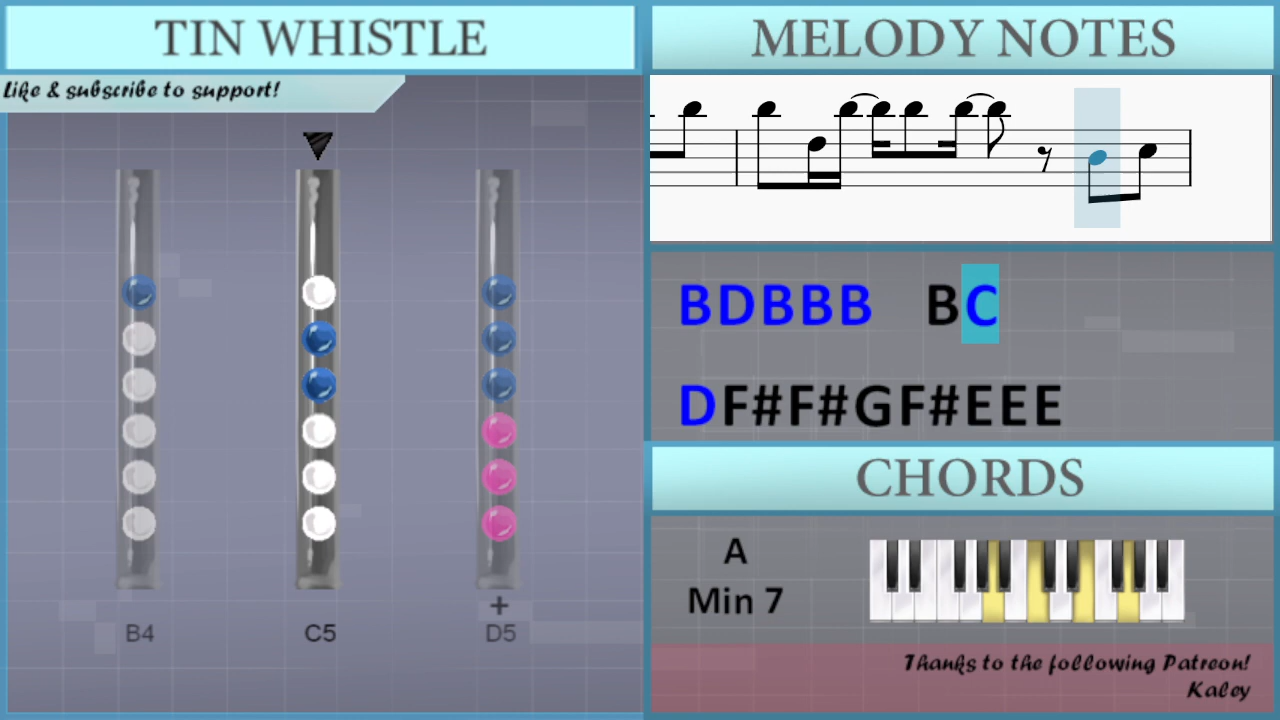 TIN WHISTLE
Like & subscribe to support!
B4
C5
+
D5
MELODY NOTES
BDBBB BC
DF#F#GF#EEE
CHORDS
A
Min 7
Thanks to the following Patreon!
Kaley